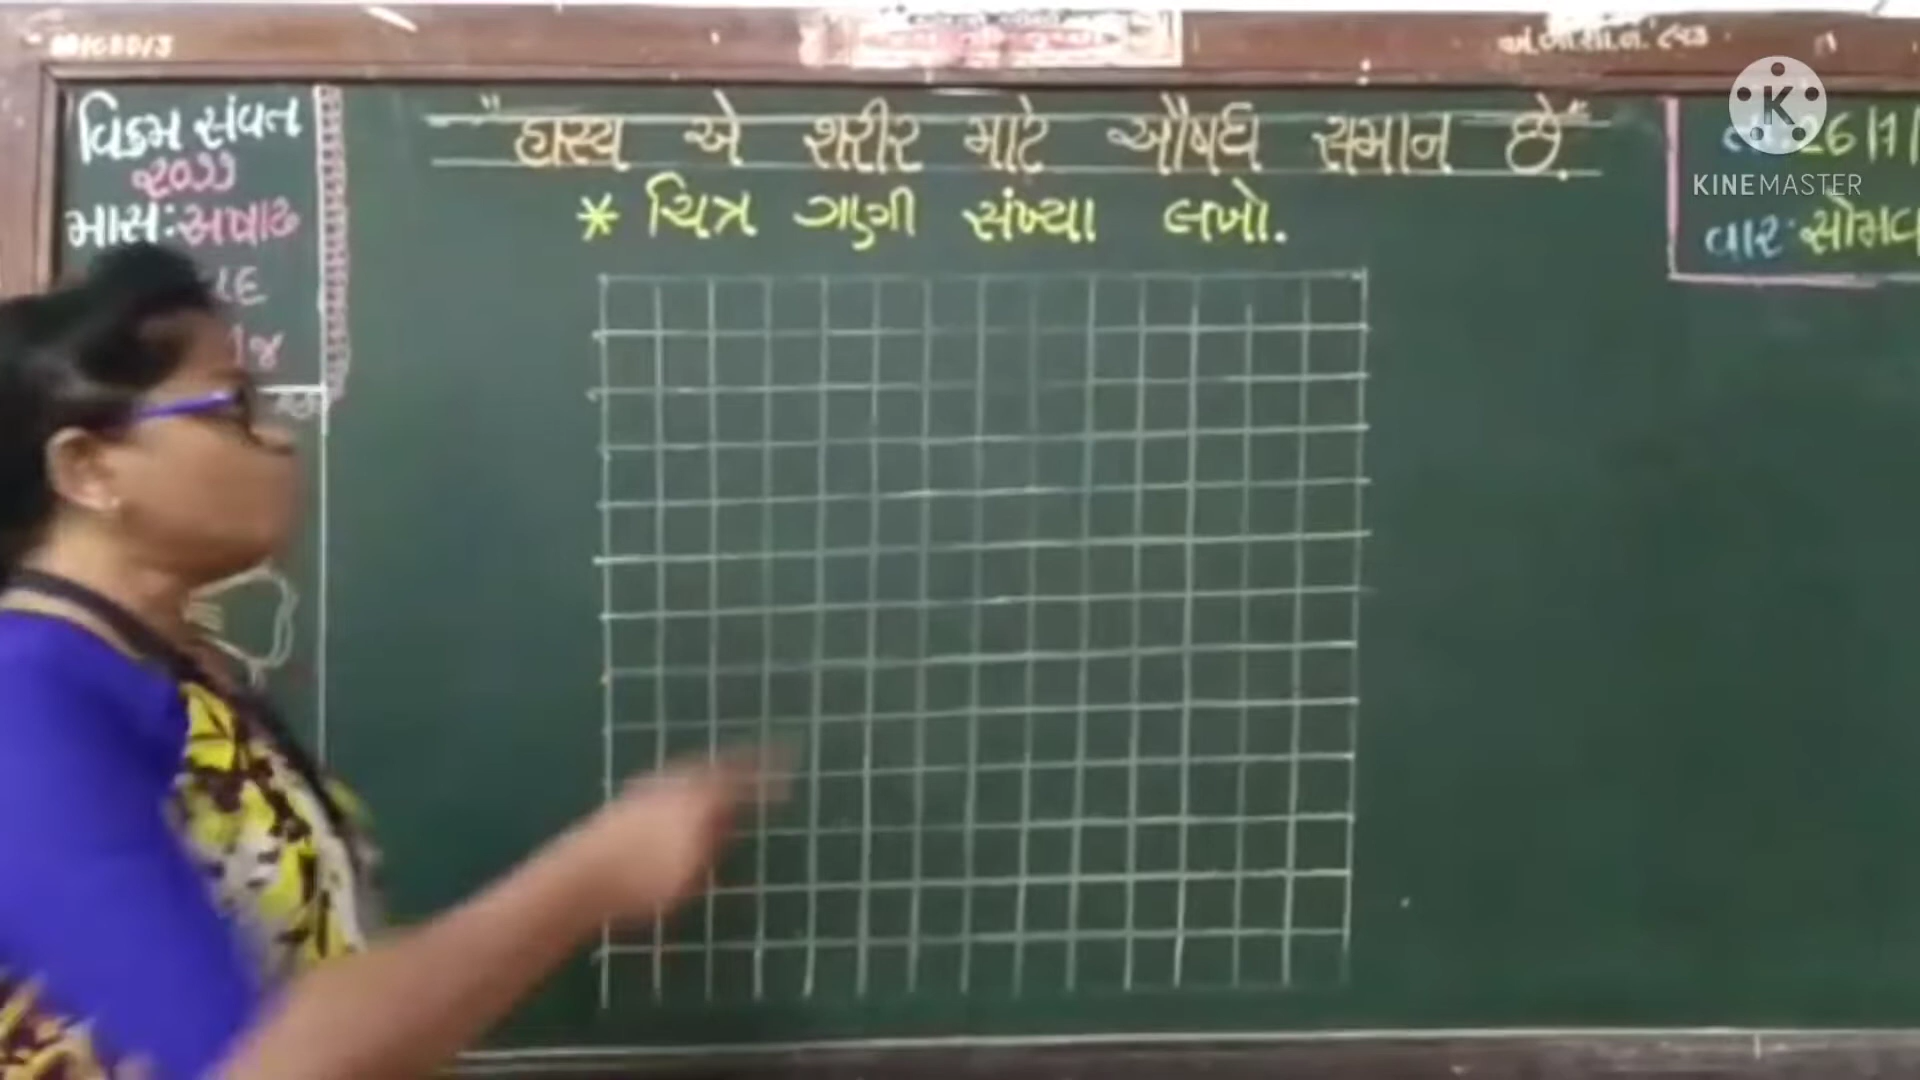 વિક્રમ સંવત
૨૦૭૭
માસ:અષાઢ
"હાસ્ય એ શરીર માટે ઔષધ સમાન છે."
* ચિત્ર ગણી સંખ્યા લખો.
26/7/
વાર:સોમવા
KINEMASTER